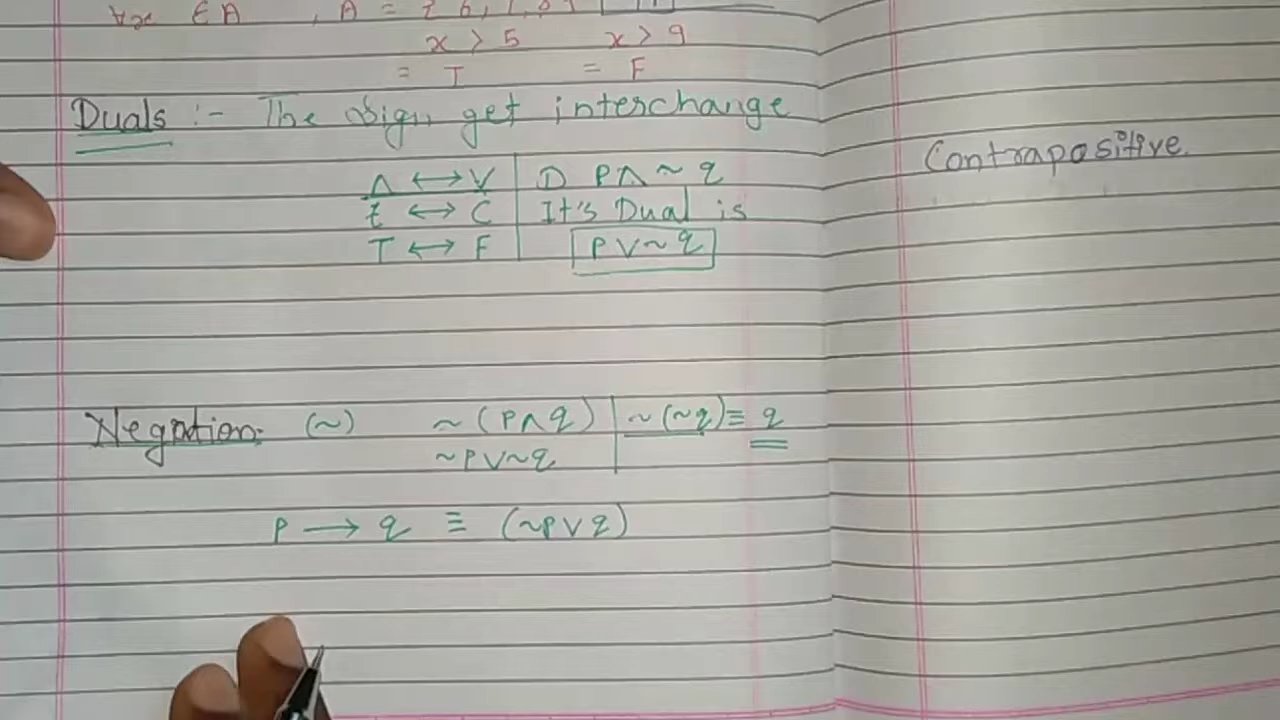 ∀x ∈ A , A =
x > 5 x > 9
= T = F
Duals :- The sign get interchange
∧ ↔ ∨ | ① P∧ ~ q
t ↔ C | It's Dual is
T ↔ F | P ∨ ~ q
Contrapositive.
Negation:- (~) ~ (P∧q) | ~ (~q) ≡ q
~P∨~q
P → q ≡ (~P∨q)